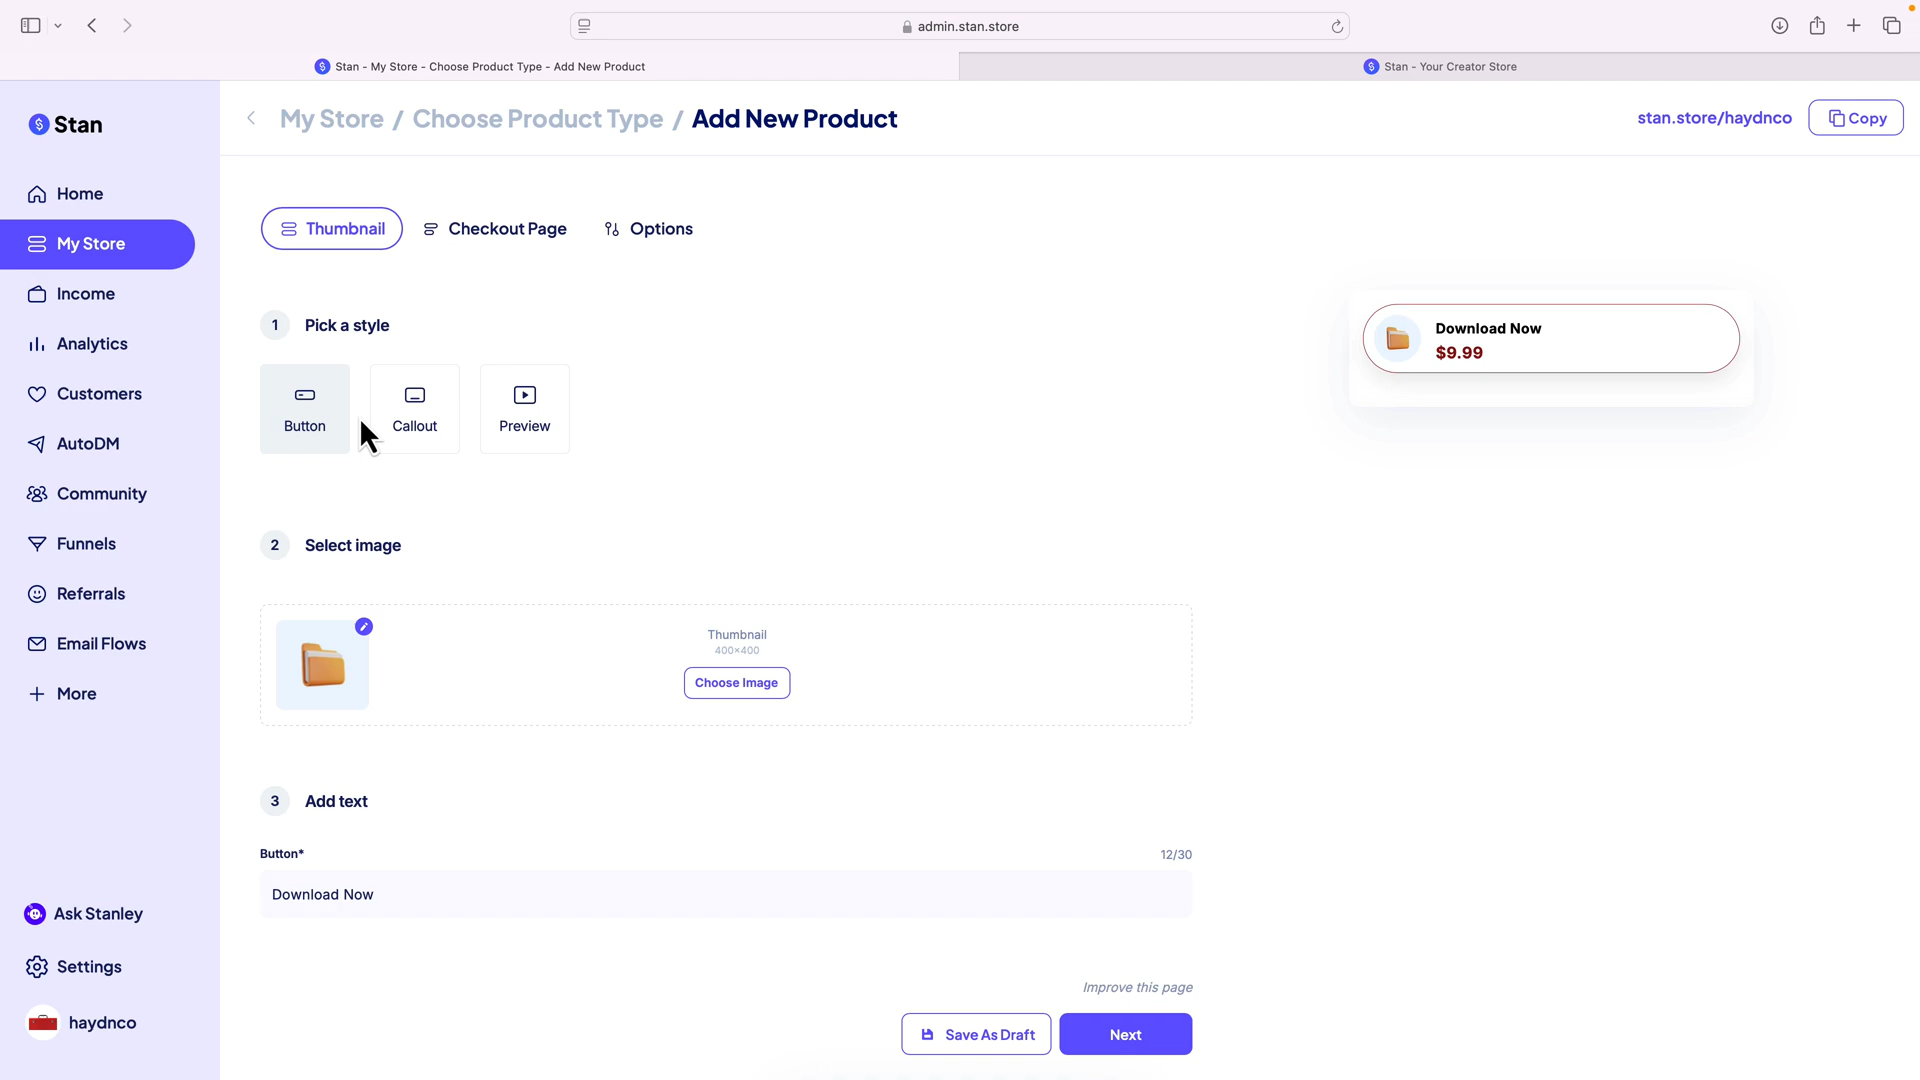 admin.stan.store
Stan - My Store - Choose Product Type - Add New Product
Stan - Your Creator Store
Stan
My Store / Choose Product Type / Add New Product
stan.store/haydnco
Copy
Home
My Store
Income
Analytics
Customers
AutoDM
Community
Funnels
Referrals
Email Flows
More
Ask Stanley
Settings
haydnco
Thumbnail
Checkout Page
Options
1 Pick a style
Button
Callout
Preview
2 Select image
Thumbnail
400×400
Choose Image
3 Add text
Button*
12/30
Download Now
Improve this page
Save As Draft
Next
Download Now
$9.99